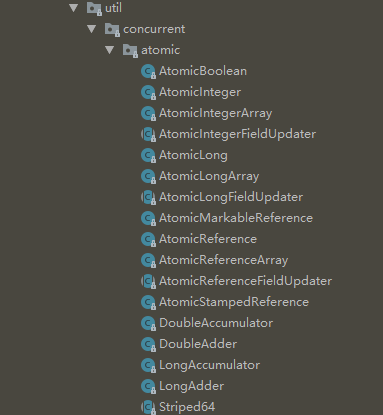 util
concurrent
atomic
AtomicBoolean
AtomicInteger
AtomicIntegerArray
AtomicIntegerFieldUpdater
AtomicLong
AtomicLongArray
AtomicLongFieldUpdater
AtomicMarkableReference
AtomicReference
AtomicReferenceArray
AtomicReferenceFieldUpdater
AtomicStampedReference
DoubleAccumulator
DoubleAdder
LongAccumulator
LongAdder
Striped64